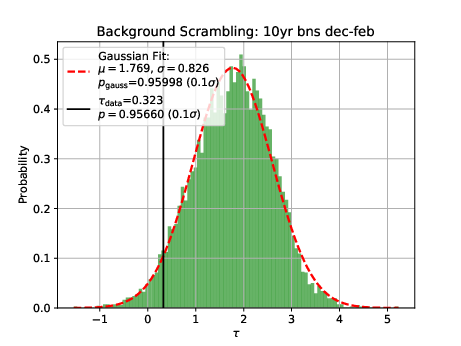 Background Scrambling: 10yr bns dec-feb
Gaussian Fit:
μ = 1.769, σ = 0.826
p_gauss=0.95998 (0.1σ)
τ_data=0.323
p = 0.95660 (0.1σ)
Probability
0.5
0.4
0.3
0.2
0.1
0.0
−1 0 1 2 3 4 5
τ